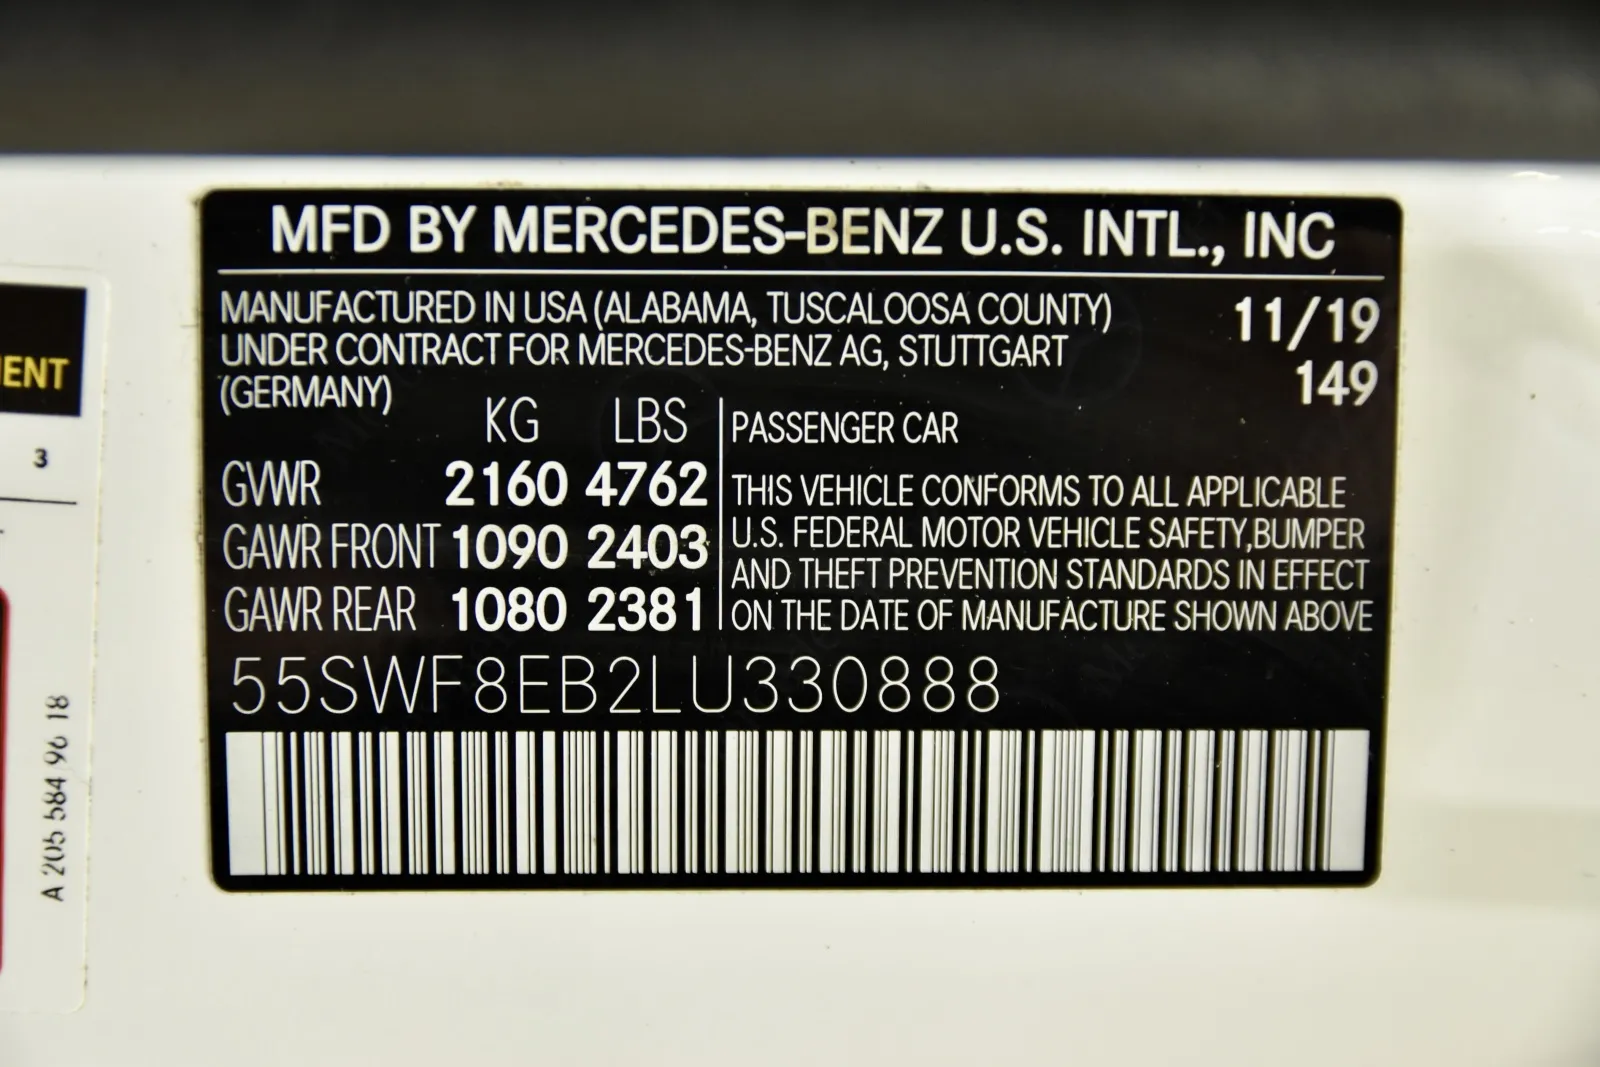 MFD BY MERCEDES-BENZ U.S. INTL., INC
MANUFACTURED IN USA (ALABAMA, TUSCALOOSA COUNTY)
UNDER CONTRACT FOR MERCEDES-BENZ AG, STUTTGART
(GERMANY)
11/19
149
KG LBS
GVWR 2160 4762
GAWR FRONT 1090 2403
GAWR REAR 1080 2381
PASSENGER CAR
THIS VEHICLE CONFORMS TO ALL APPLICABLE
U.S. FEDERAL MOTOR VEHICLE SAFETY,BUMPER
AND THEFT PREVENTION STANDARDS IN EFFECT
ON THE DATE OF MANUFACTURE SHOWN ABOVE
55SWF8EB2LU330888
3
A 205 584 96 18